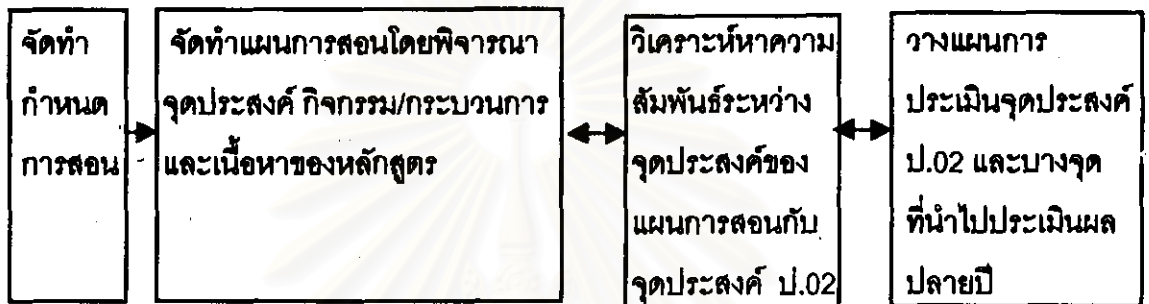 จัดทำ
กำหนด
การสอน
จัดทำแผนการสอนโดยพิจารณา
จุดประสงค์ กิจกรรม/กระบวนการ
และเนื้อหาของหลักสูตร
วิเคราะห์หาความ
สัมพันธ์ระหว่าง
จุดประสงค์ของ
แผนการสอนกับ
จุดประสงค์ ป.02
วางแผนการ
ประเมินจุดประสงค์
ป.02 และบางจุด
ที่นำไปประเมินผล
ปลายปี